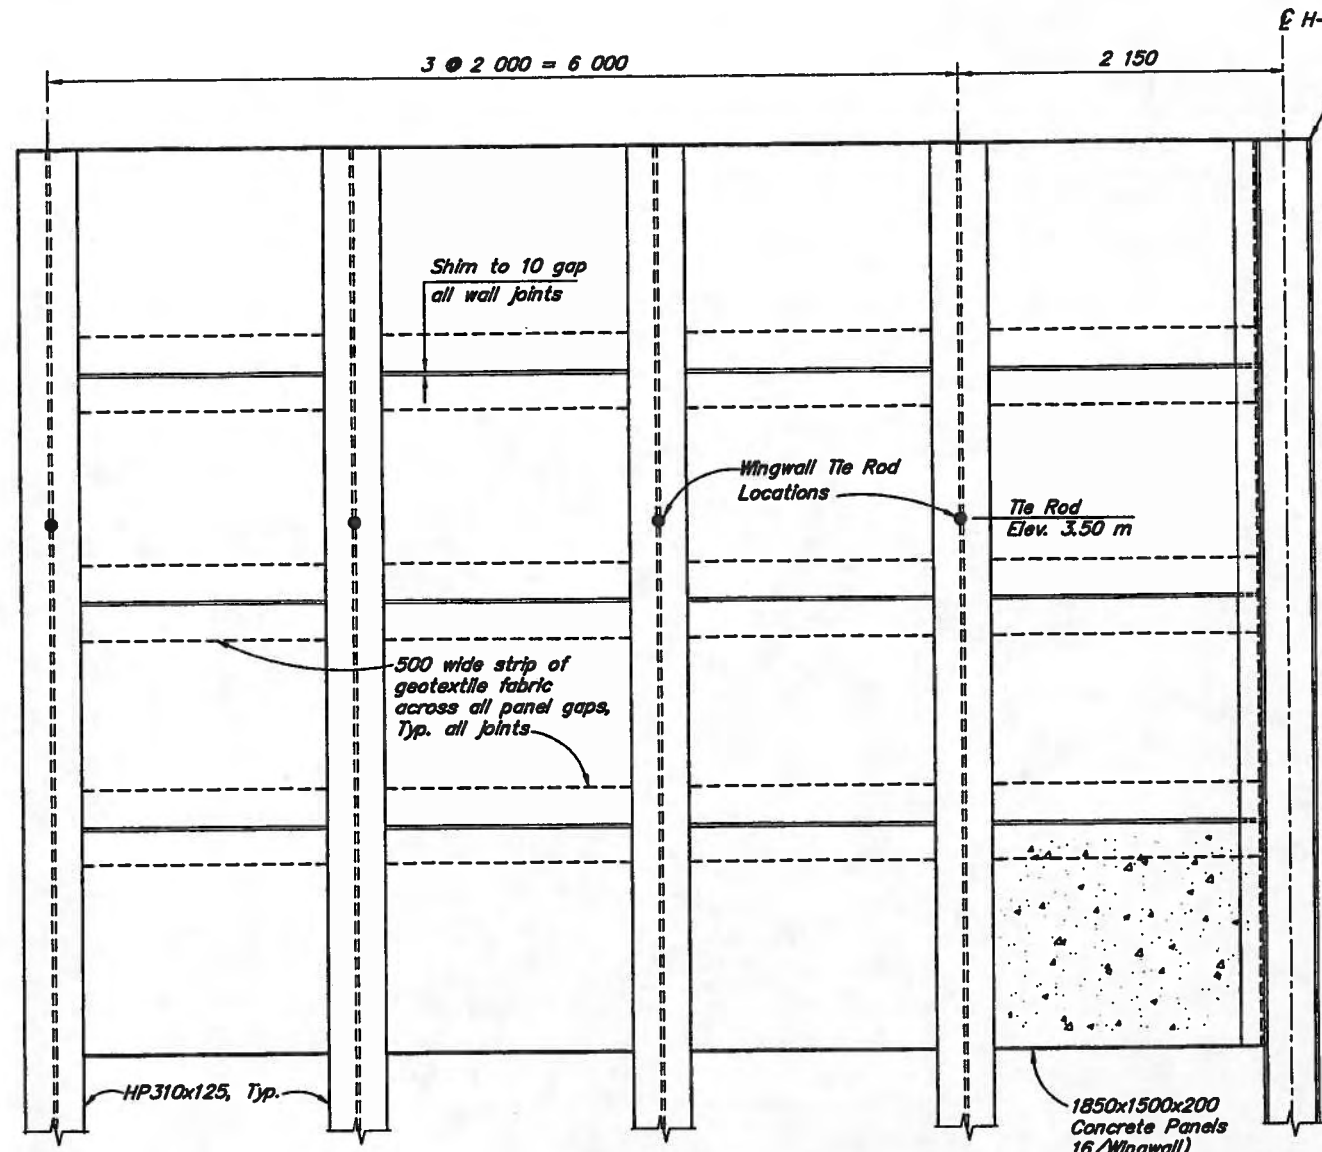 ℄ H-
3 @ 2 000 = 6 000
2 150
Shim to 10 gap
all wall joints
Wingwall Tie Rod
Locations
Tie Rod
Elev. 3.50 m
500 wide strip of
geotextile fabric
across all panel gaps,
Typ. all joints
HP310x125, Typ.
1850x1500x200
Concrete Panels
16/Wingwall)